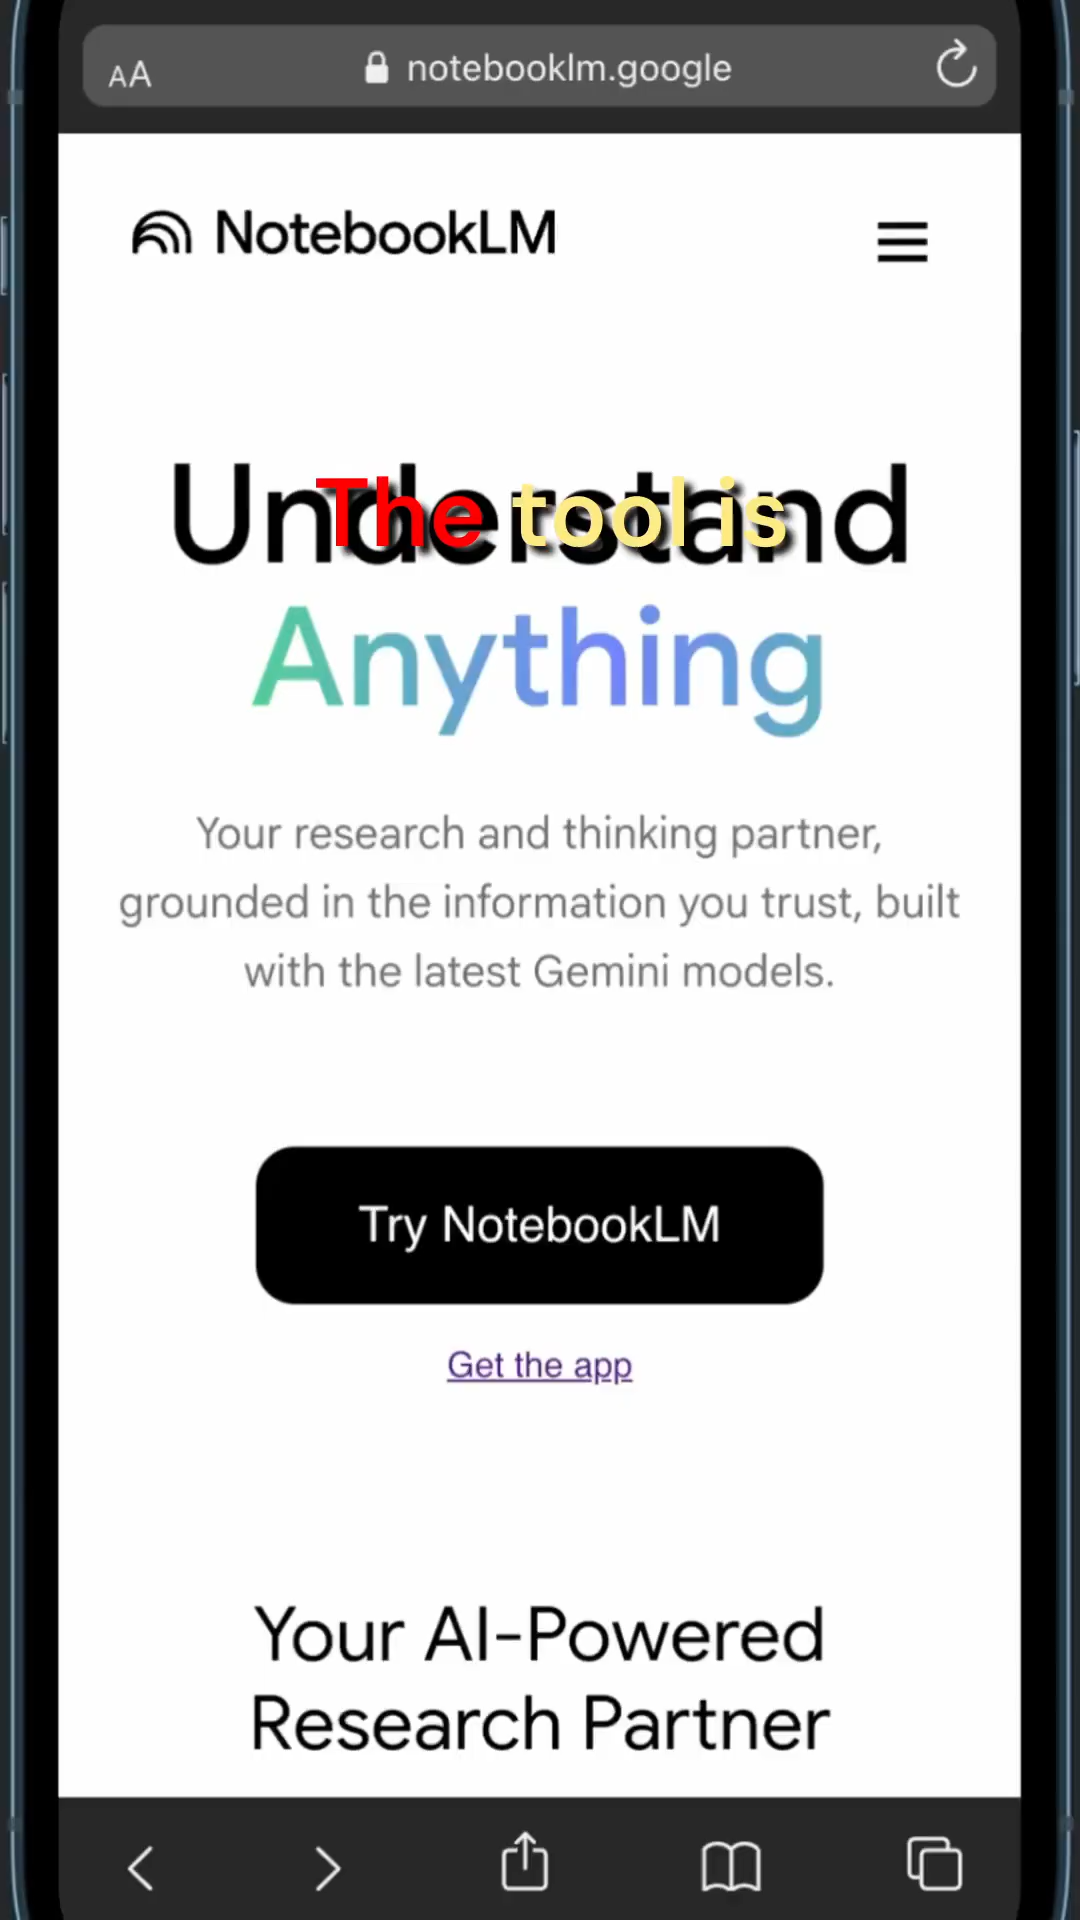 AA notebooklm.google
NotebookLM
Understand
The tool is
Anything
Your research and thinking partner,
grounded in the information you trust, built
with the latest Gemini models.
Try NotebookLM
Get the app
Your AI-Powered
Research Partner